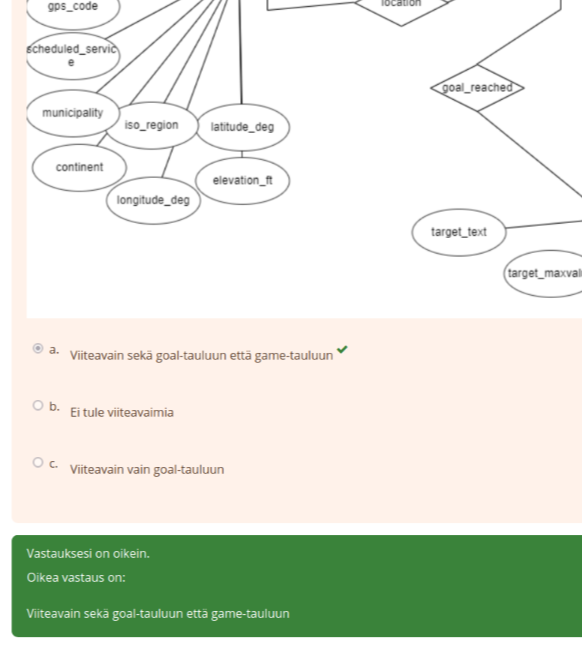 gps_code
location
scheduled_servic
e
goal_reached
municipality
iso_region
latitude_deg
continent
elevation_ft
longitude_deg
target_text
target_maxval
a. Viiteavain sekä goal-tauluun että game-tauluun
b. Ei tule viiteavaimia
c. Viiteavain vain goal-tauluun
Vastauksesi on oikein.
Oikea vastaus on:
Viiteavain sekä goal-tauluun että game-tauluun